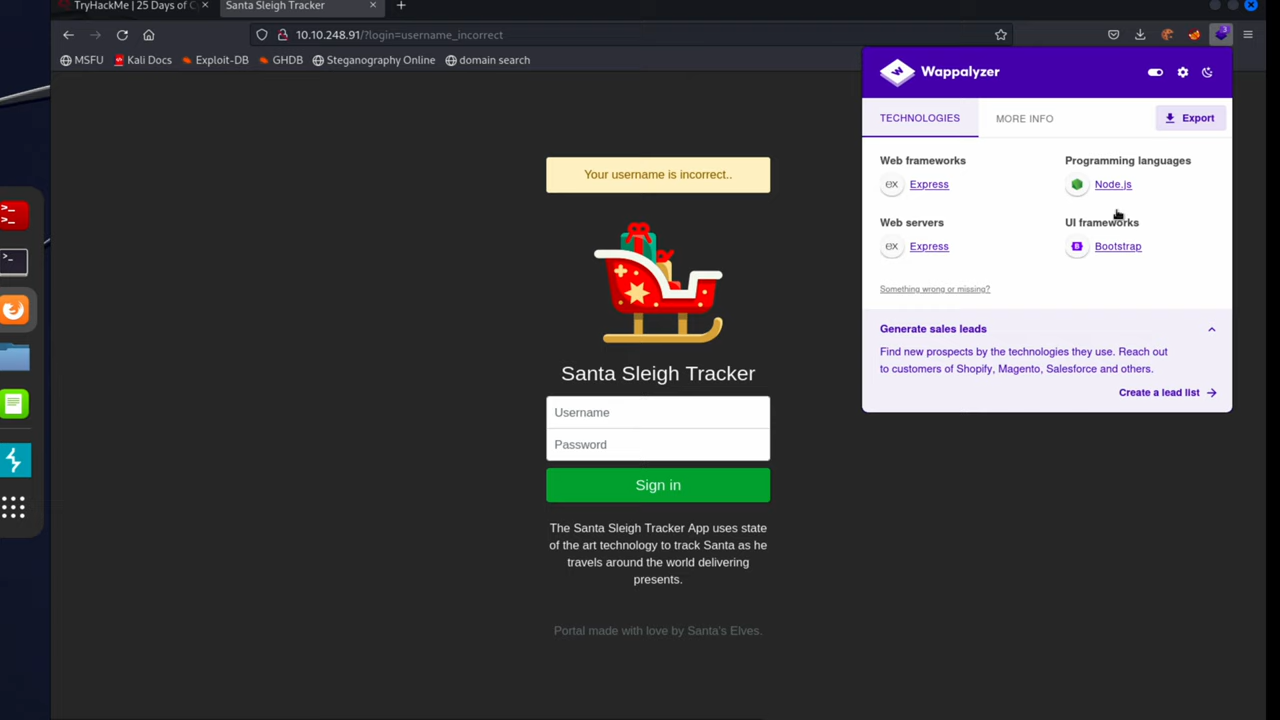 TryHackMe | 25 Days of C
Santa Sleigh Tracker
10.10.248.91/?login=username_incorrect
MSFU
Kali Docs
Exploit-DB
GHDB
Steganography Online
domain search
Wappalyzer
TECHNOLOGIES
MORE INFO
Export
Web frameworks
Programming languages
ex
Express
Node.js
Web servers
UI frameworks
ex
Express
Bootstrap
Something wrong or missing?
Generate sales leads
Find new prospects by the technologies they use. Reach out
to customers of Shopify, Magento, Salesforce and others.
Create a lead list
Your username is incorrect..
Santa Sleigh Tracker
Username
Password
Sign in
The Santa Sleigh Tracker App uses state
of the art technology to track Santa as he
travels around the world delivering
presents.
Portal made with love by Santa's Elves.